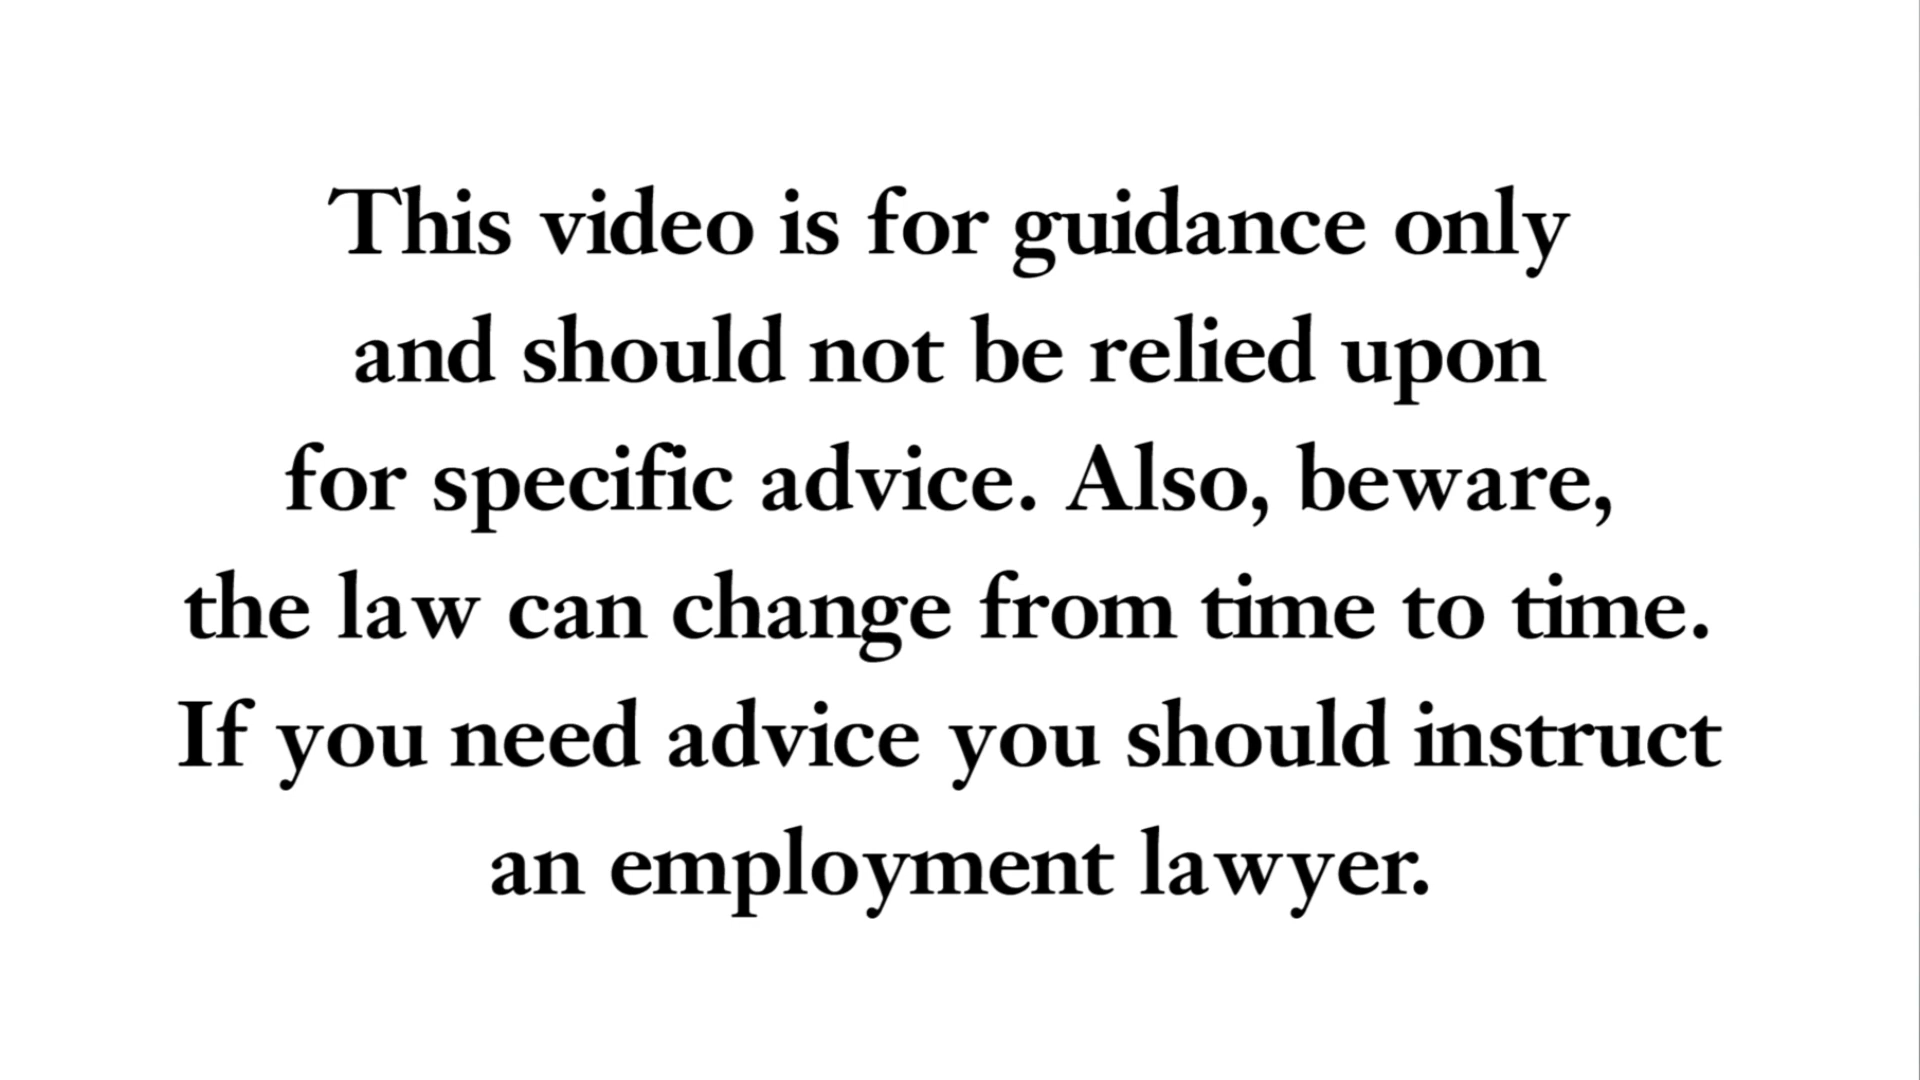 This video is for guidance only
and should not be relied upon
for specific advice. Also, beware,
the law can change from time to time.
If you need advice you should instruct
an employment lawyer.